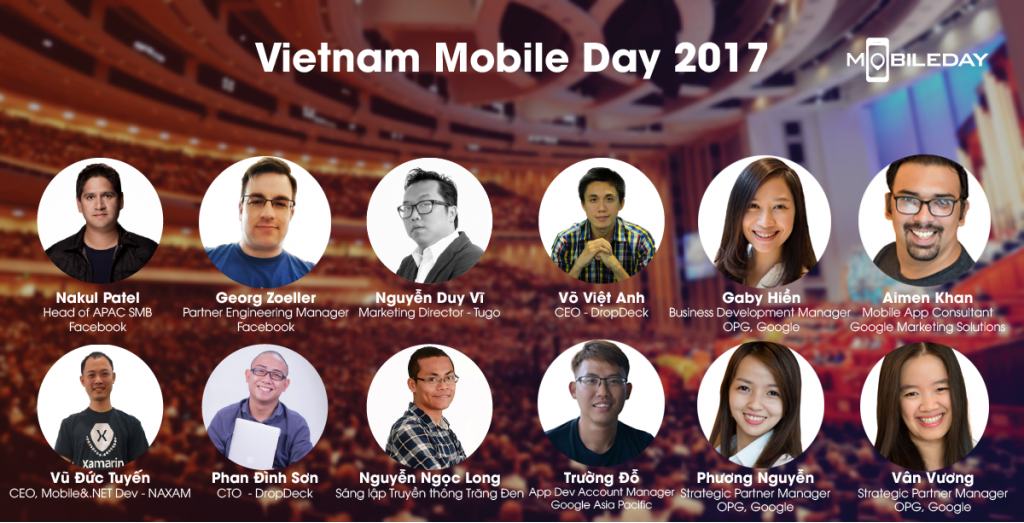 Vietnam Mobile Day 2017
MOBILEDAY
Nakul Patel
Head of APAC SMB
Facebook
Georg Zoeller
Partner Engineering Manager
Facebook
Nguyễn Duy Vĩ
Marketing Director - Tugo
Võ Việt Anh
CEO - DropDeck
Gaby Hiền
Business Development Manager
OPG, Google
Aimen Khan
Mobile App Consultant
Google Marketing Solutions
Xamarin
Vũ Đức Tuyến
CEO, Mobile&.NET Dev - NAXAM
Phan Đình Sơn
CTO - DropDeck
Nguyễn Ngọc Long
Sáng lập Truyền thông Trăng Đen
Trường Đỗ
App Dev Account Manager
Google Asia Pacific
Phương Nguyễn
Strategic Partner Manager
OPG, Google
Vân Vương
Strategic Partner Manager
OPG, Google